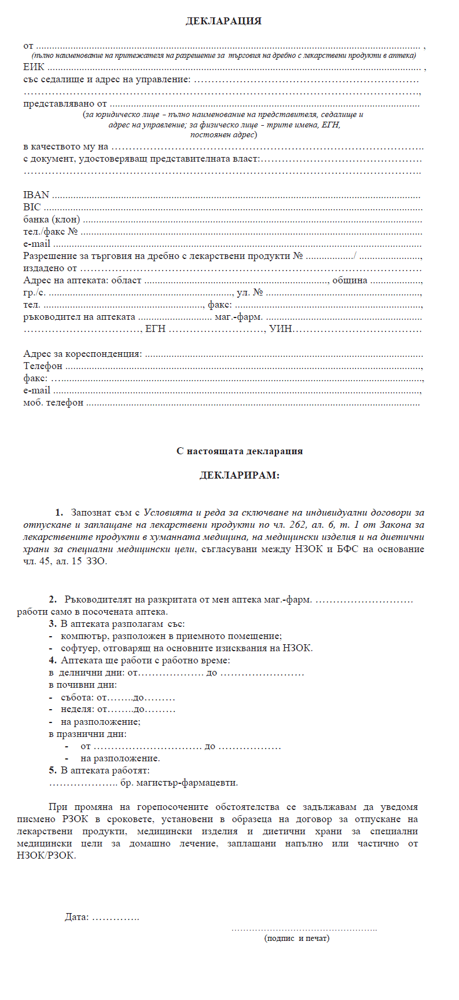 ДЕКЛАРАЦИЯ
от ................................................................................................................................................ ,
(пълно наименование на притежателя на разрешение за търговия на дребно с лекарствени продукти в аптека)
ЕИК ............................................................................................................................................ ,
със седалище и адрес на управление: ……………………………………………………….
…………………………………………………………………………………………………….,
представлявано от ....................................................................................................................
(за юридическо лице – пълно наименование на представителя, седалище и
адрес на управление; за физическо лице – трите имена, ЕГН,
постоянен адрес)
в качеството му на ……………………………………………………………………………..
с документ, удостоверяващ представителната власт:……………………………………….
……………………………………………………………………………………………………..
IBAN ..........................................................................................................................................
BIC ..............................................................................................................................................
банка (клон) ...............................................................................................................................
тел./факс № ................................................................................................................................
e-mail ..........................................................................................................................................
Разрешение за търговия на дребно с лекарствени продукти № ................../ .......................,
издадено от …………………………………………………………………………………….
Адрес на аптеката: област ....................................................................., община ...................,
гр./с. ....................................................................., ул. № ..........................................................,
тел. ............................................................, факс: ......................................................................,
ръководител на аптеката ............................ маг.-фарм. ...........................................................
……………………………, ЕГН ………………………, УИН……………………………….
Адрес за кореспонденция: .........................................................................................................
Телефон ......................................................................................................................................,
факс: ….......................................................................................................................................,
e-mail .........................................................................................................................................,
моб. телефон ..............................................................................................................................
С настоящата декларация
ДЕКЛАРИРАМ:
1. Запознат съм с Условията и реда за сключване на индивидуални договори за
отпускане и заплащане на лекарствени продукти по чл. 262, ал. 6, т. 1 от Закона за
лекарствените продукти в хуманната медицина, на медицински изделия и на диетични
храни за специални медицински цели, съгласувани между НЗОК и БФС на основание
чл. 45, ал. 15 ЗЗО.
2. Ръководителят на разкритата от мен аптека маг.-фарм. ……………………….
работи само в посочената аптека.
3. В аптеката разполагам със:
- компютър, разположен в приемното помещение;
- софтуер, отговарящ на основните изисквания на НЗОК.
4. Аптеката ще работи с работно време:
в делнични дни: от………………. до ……………………
в почивни дни:
- събота: от……..до………
- неделя: от……..до………
- на разположение;
в празнични дни:
- от …………………………. до ………………
- на разположение.
5. В аптеката работят:
……………….. бр. магистър-фармацевти.
При промяна на горепосочените обстоятелства се задължавам да уведомя
писмено РЗОК в сроковете, установени в образеца на договор за отпускане на
лекарствени продукти, медицински изделия и диетични храни за специални
медицински цели за домашно лечение, заплащани напълно или частично от
НЗОК/РЗОК.
Дата: …………..
…………………………………………..
(подпис и печат)